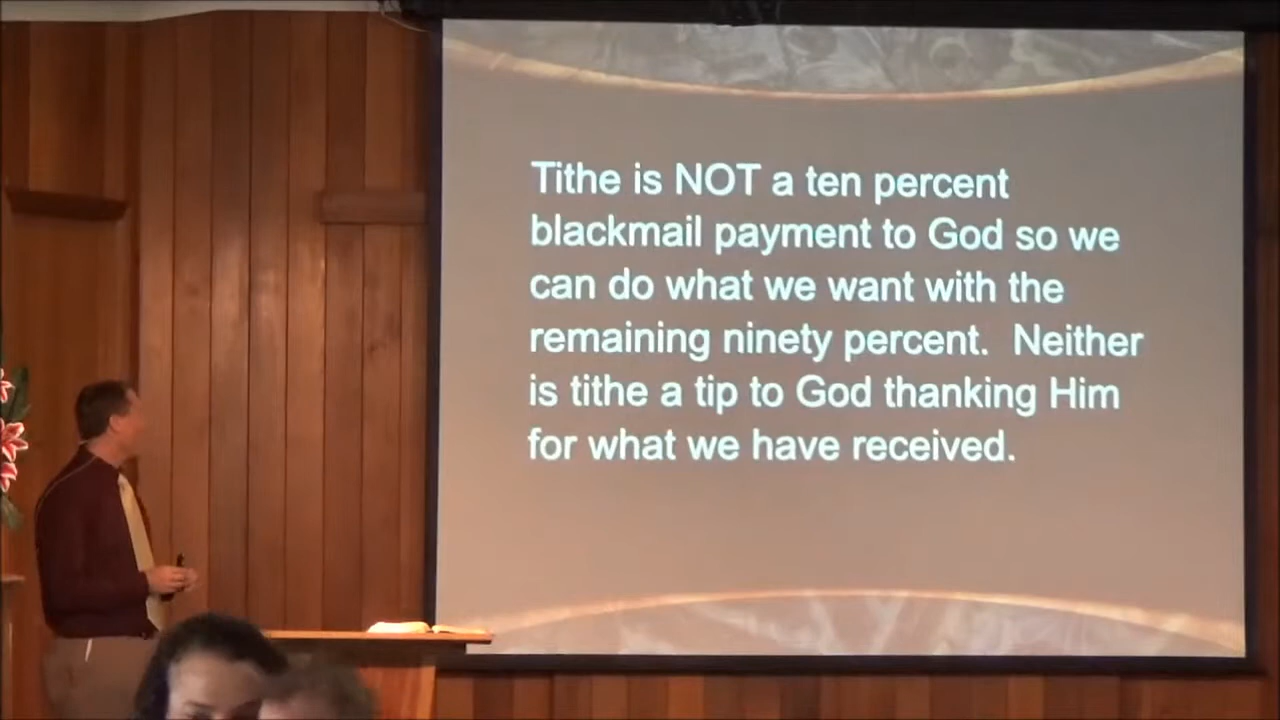 Tithe is NOT a ten percent
blackmail payment to God so we
can do what we want with the
remaining ninety percent.  Neither
is tithe a tip to God thanking Him
for what we have received.